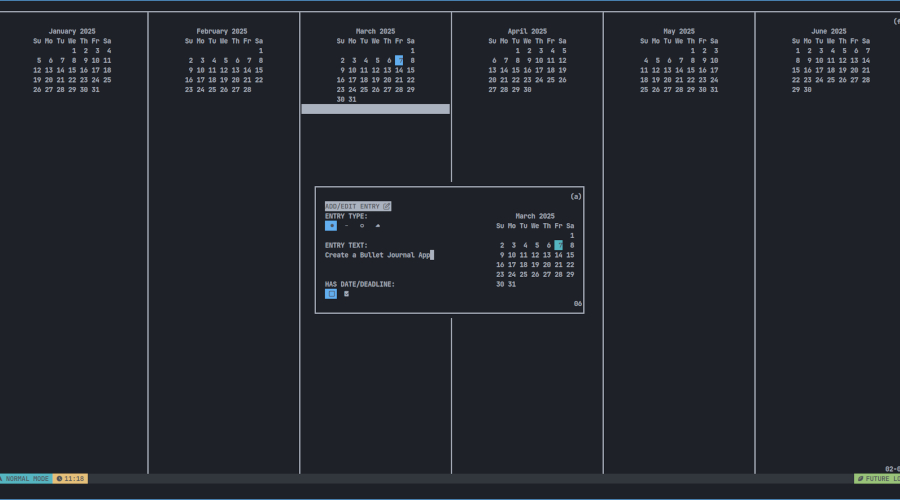 January 2025
Su Mo Tu We Th Fr Sa
1 2 3 4
5 6 7 8 9 10 11
12 13 14 15 16 17 18
19 20 21 22 23 24 25
26 27 28 29 30 31
February 2025
Su Mo Tu We Th Fr Sa
1
2 3 4 5 6 7 8
9 10 11 12 13 14 15
16 17 18 19 20 21 22
23 24 25 26 27 28
March 2025
Su Mo Tu We Th Fr Sa
1
2 3 4 5 6 7 8
9 10 11 12 13 14 15
16 17 18 19 20 21 22
23 24 25 26 27 28 29
30 31
April 2025
Su Mo Tu We Th Fr Sa
1 2 3 4 5
6 7 8 9 10 11 12
13 14 15 16 17 18 19
20 21 22 23 24 25 26
27 28 29 30
May 2025
Su Mo Tu We Th Fr Sa
1 2 3
4 5 6 7 8 9 10
11 12 13 14 15 16 17
18 19 20 21 22 23 24
25 26 27 28 29 30 31
June 2025
Su Mo Tu We Th Fr Sa
1 2 3 4 5 6 7
8 9 10 11 12 13 14
15 16 17 18 19 20 21
22 23 24 25 26 27 28
29 30
(a)
ADD/EDIT ENTRY
ENTRY TYPE:
ENTRY TEXT:
Create a Bullet Journal App
HAS DATE/DEADLINE:
March 2025
Su Mo Tu We Th Fr Sa
1
2 3 4 5 6 7 8
9 10 11 12 13 14 15
16 17 18 19 20 21 22
23 24 25 26 27 28 29
30 31
06
NORMAL MODE 11:18
FUTURE LO